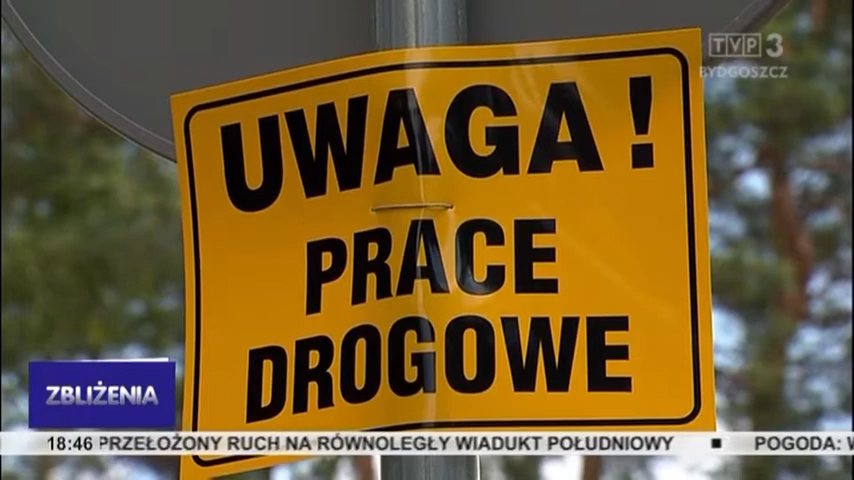 TVP3
BYDGOSZCZ
UWAGA!
PRACE
DROGOWE
ZBLIŻENIA
18:46 PRZEŁOŻONY RUCH NA RÓWNOLEGŁY WIADUKT POŁUDNIOWY ■ POGODA: